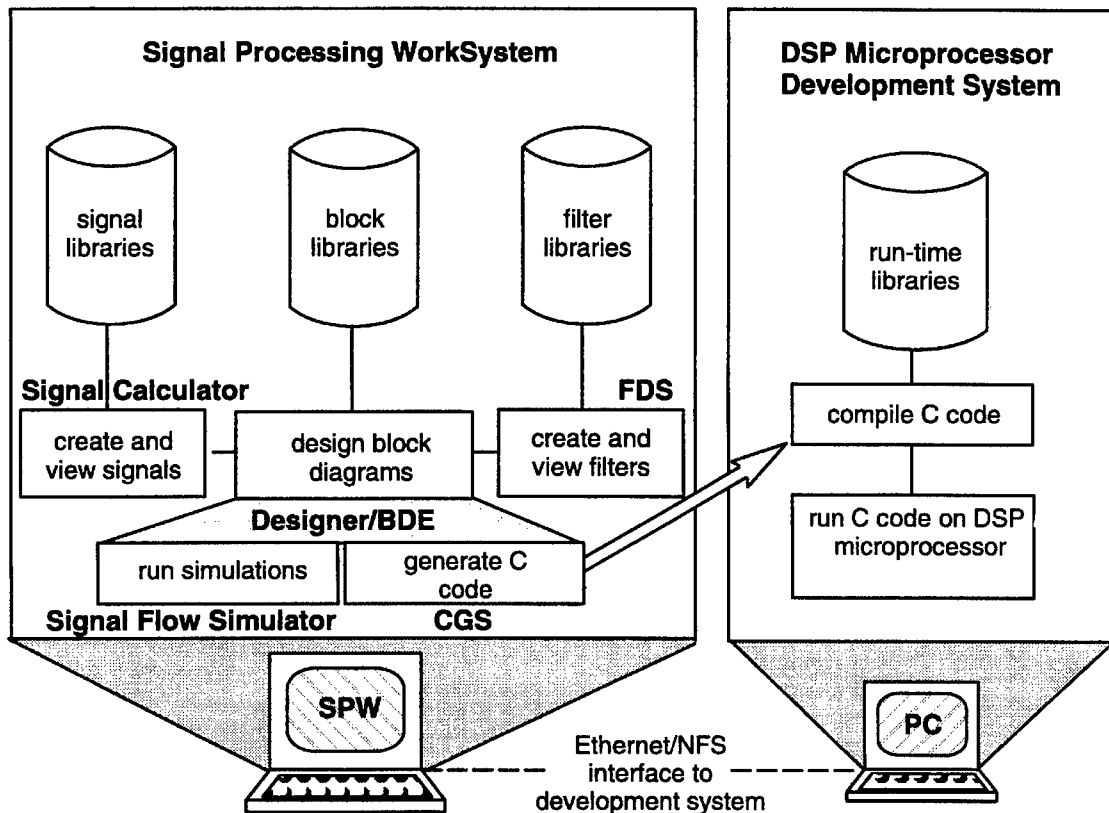 Signal Processing WorkSystem
signal
libraries
block
libraries
filter
libraries
Signal Calculator
FDS
create and
view signals
design block
diagrams
create and
view filters
Designer/BDE
run simulations
generate C
code
Signal Flow Simulator
CGS
SPW
DSP Microprocessor
Development System
run-time
libraries
compile C code
run C code on DSP
microprocessor
PC
Ethernet/NFS
interface to
development system